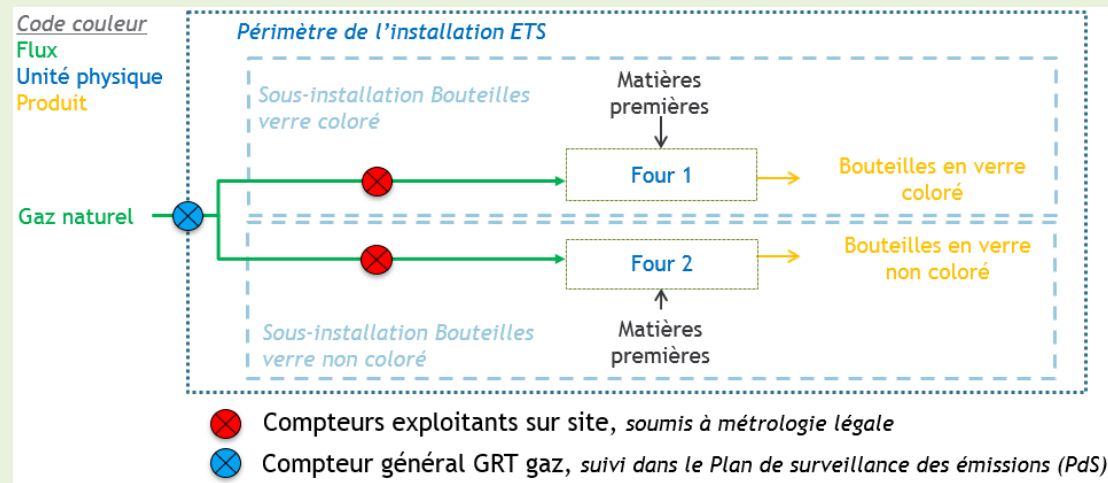 Code couleur
Flux
Unité physique
Produit
Périmètre de l'installation ETS
Sous-installation Bouteilles
verre coloré
Matières
premières
Four 1
Bouteilles en verre
coloré
Gaz naturel
Four 2
Bouteilles en verre
non coloré
Sous-installation Bouteilles
verre non coloré
Matières
premières
Compteurs exploitants sur site, soumis à métrologie légale
Compteur général GRT gaz, suivi dans le Plan de surveillance des émissions (PdS)